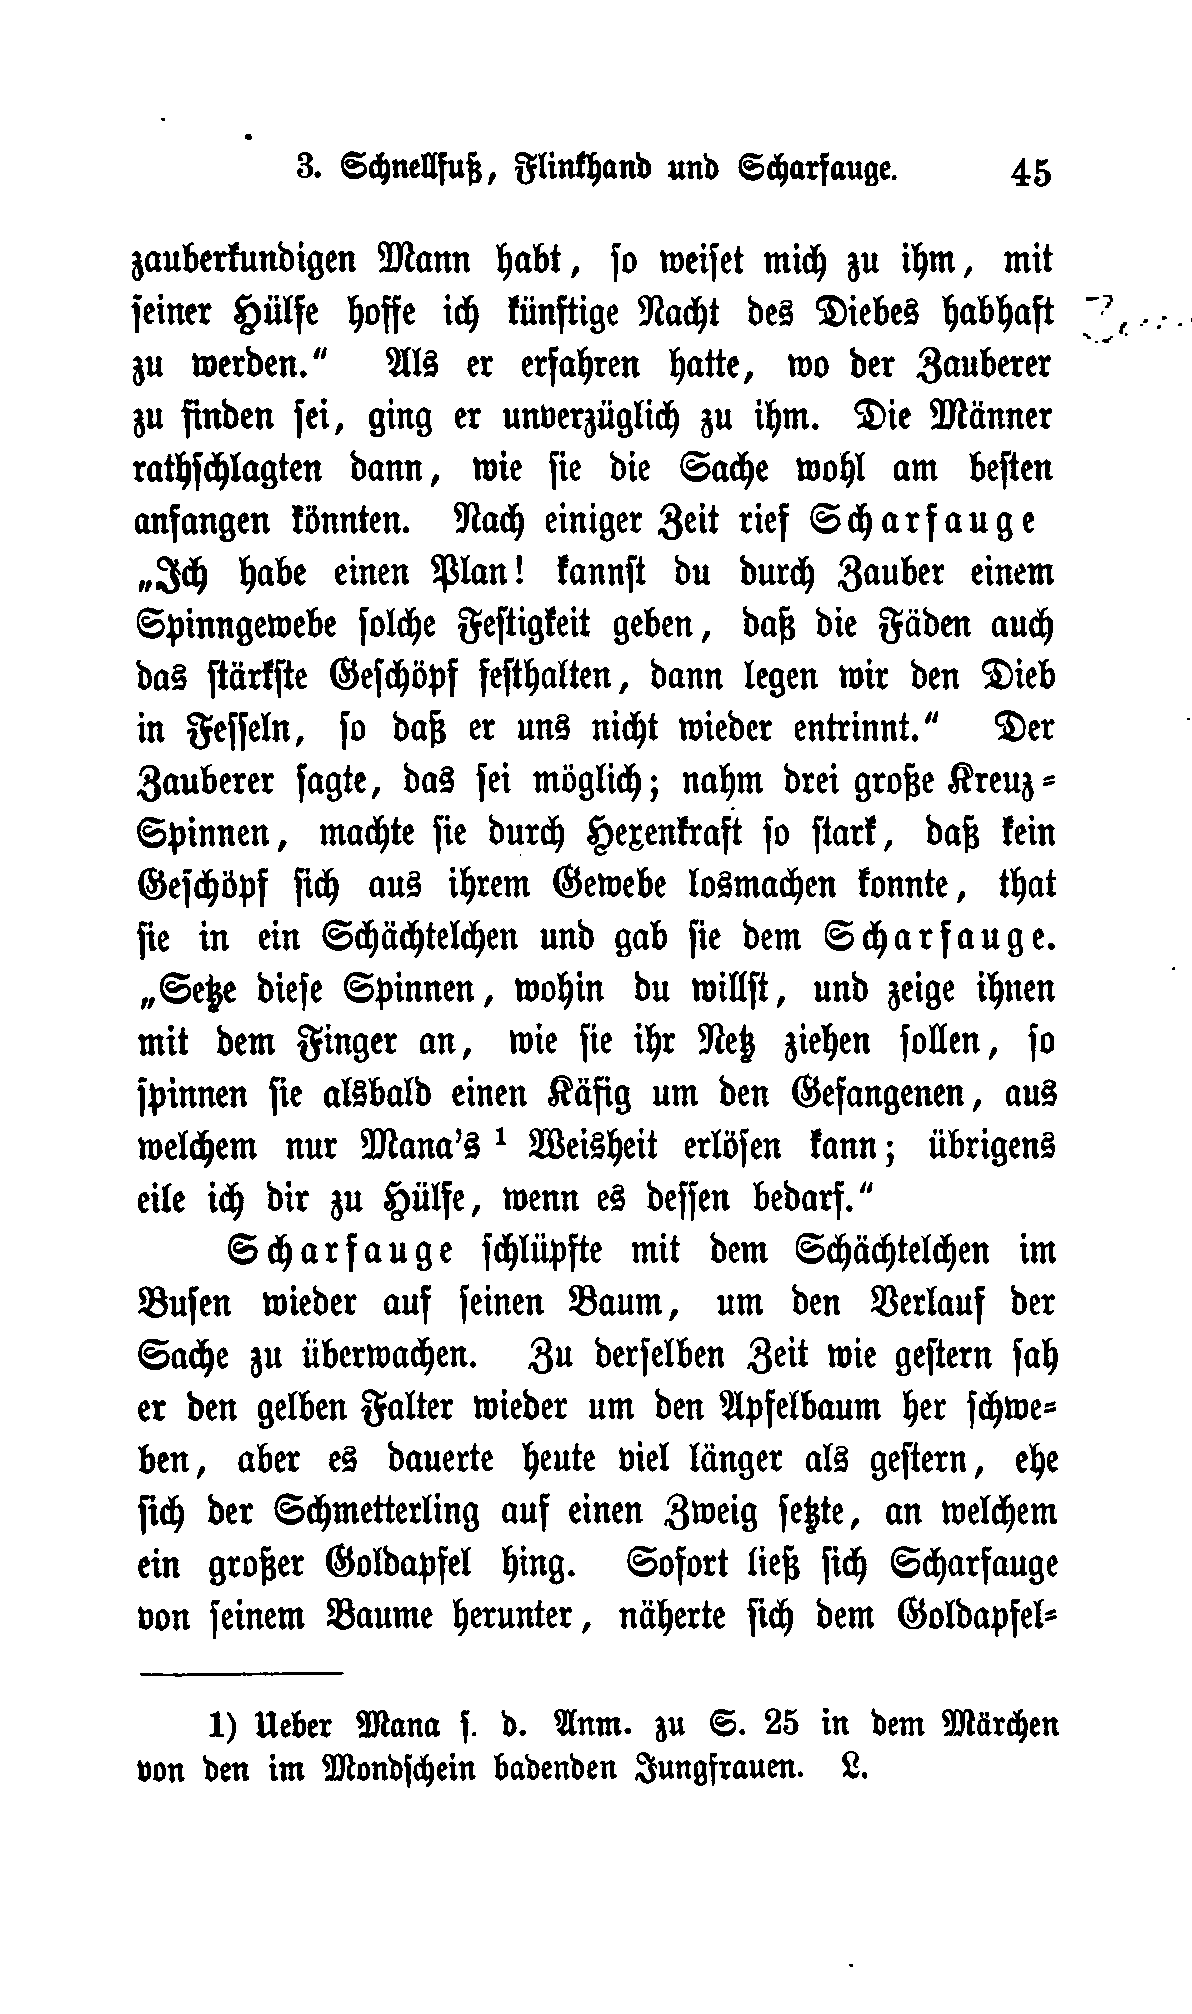 3. Schnellfuß, Flinkhand und Scharfauge. 45
zauberkundigen Mann habt, so weiset mich zu ihm, mit
seiner Hülfe hoffe ich künftige Nacht des Diebes habhaft
zu werden.“ Als er erfahren hatte, wo der Zauberer
zu finden sei, ging er unverzüglich zu ihm. Die Männer
rathschlagten dann, wie sie die Sache wohl am besten
anfangen könnten. Nach einiger Zeit rief Scharfauge
„Ich habe einen Plan! kannst du durch Zauber einem
Spinngewebe solche Festigkeit geben, daß die Fäden auch
das stärkste Geschöpf festhalten, dann legen wir den Dieb
in Fesseln, so daß er uns nicht wieder entrinnt.“ Der
Zauberer sagte, das sei möglich; nahm drei große Kreuz-
Spinnen, machte sie durch Hexenkraft so stark, daß kein
Geschöpf sich aus ihrem Gewebe losmachen konnte, that
sie in ein Schächtelchen und gab sie dem Scharfauge.
„Setze diese Spinnen, wohin du willst, und zeige ihnen
mit dem Finger an, wie sie ihr Netz ziehen sollen, so
spinnen sie alsbald einen Käfig um den Gefangenen, aus
welchem nur Mana's ¹ Weisheit erlösen kann; übrigens
eile ich dir zu Hülfe, wenn es dessen bedarf.“
Scharfauge schlüpfte mit dem Schächtelchen im
Busen wieder auf seinen Baum, um den Verlauf der
Sache zu überwachen. Zu derselben Zeit wie gestern sah
er den gelben Falter wieder um den Apfelbaum her schwe-
ben, aber es dauerte heute viel länger als gestern, ehe
sich der Schmetterling auf einen Zweig setzte, an welchem
ein großer Goldapfel hing. Sofort ließ sich Scharfauge
von seinem Baume herunter, näherte sich dem Goldapfel-
1) Ueber Mana s. d. Anm. zu S. 25 in dem Märchen
von den im Mondschein badenden Jungfrauen. L.